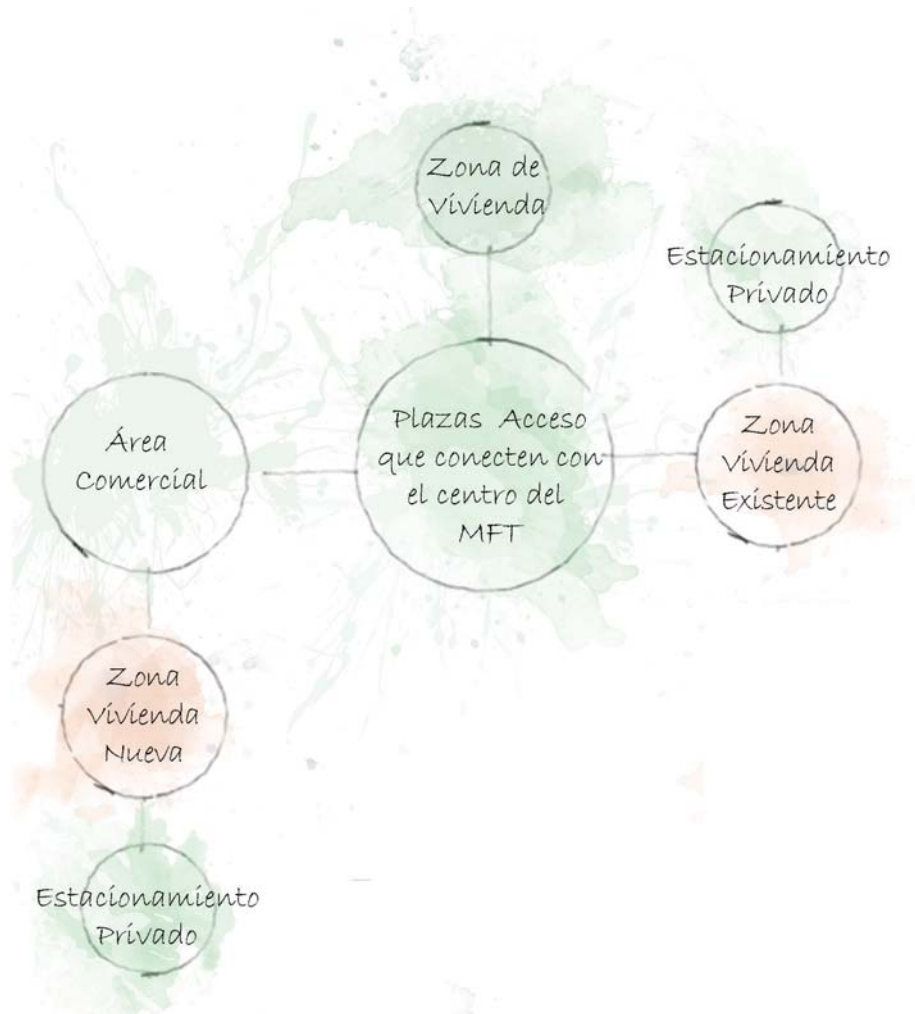 Zona de
Vivienda
Estacionamiento
Privado
Área
Comercial
Plazas Acceso
que conecten con
el centro del
MFT
Zona
Vivienda
Existente
Zona
Vivienda
Nueva
Estacionamiento
Privado